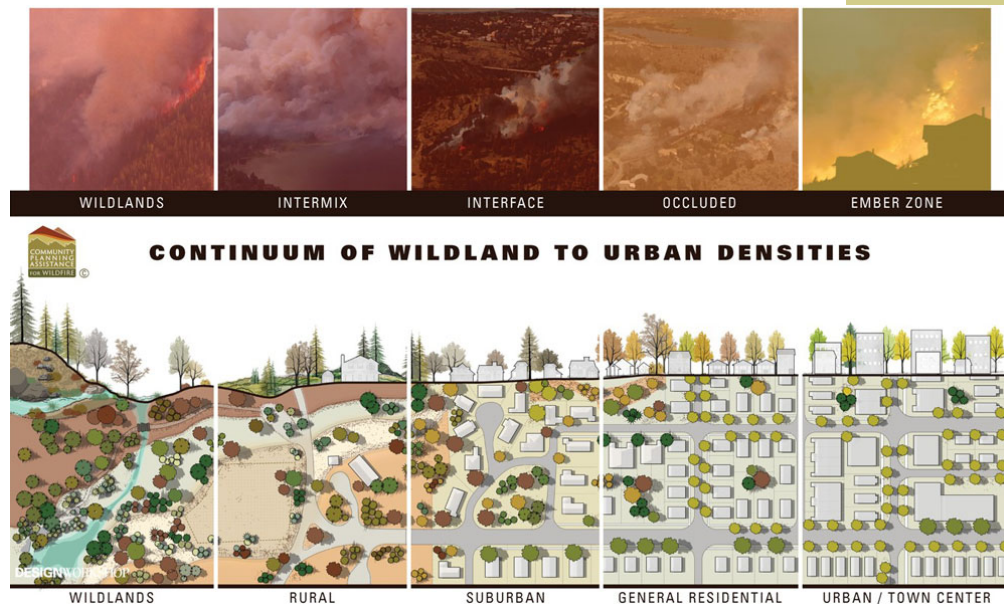 WILDLANDS
INTERMIX
INTERFACE
OCCLUDED
EMBER ZONE
COMMUNITY
PLANNING
ASSISTANCE
FOR WILDFIRE
©
CONTINUUM OF WILDLAND TO URBAN DENSITIES
DESIGNWORKSHOP
WILDLANDS
RURAL
SUBURBAN
GENERAL RESIDENTIAL
URBAN / TOWN CENTER